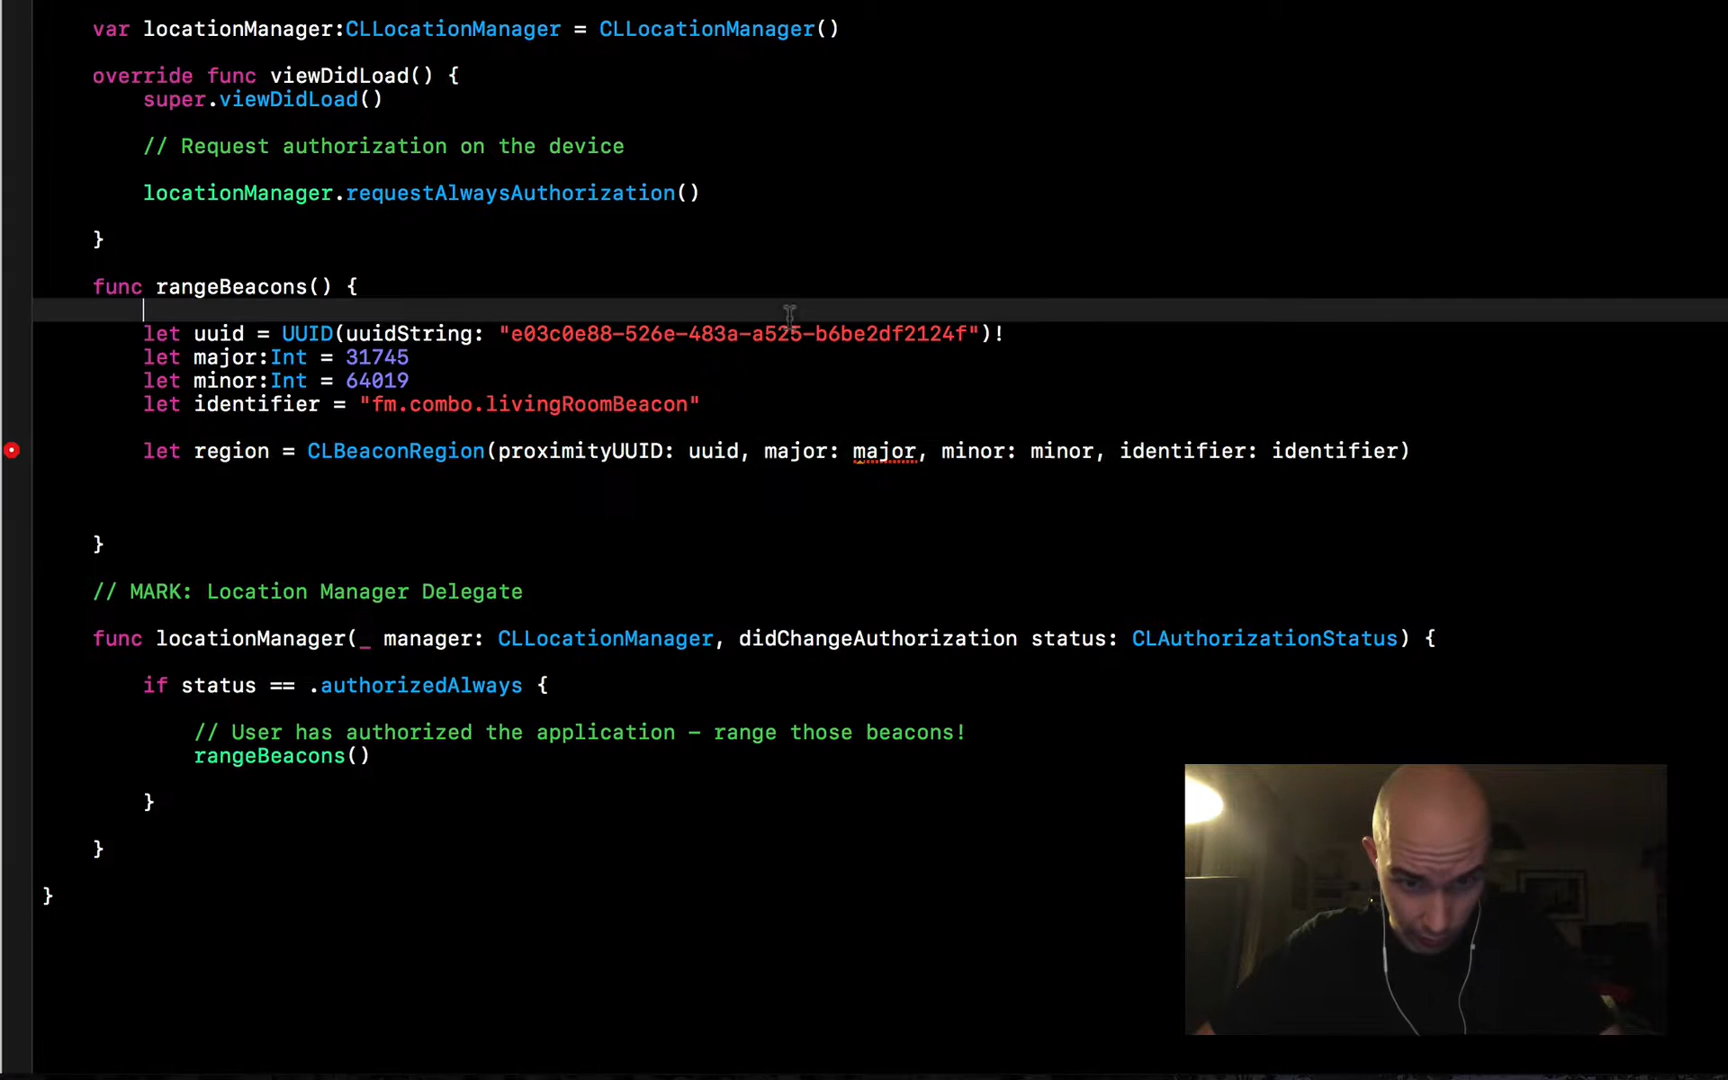 var locationManager:CLLocationManager = CLLocationManager()
override func viewDidLoad() {
super.viewDidLoad()
// Request authorization on the device
locationManager.requestAlwaysAuthorization()
}
func rangeBeacons() {
let uuid = UUID(uuidString: "e03c0e88-526e-483a-a525-b6be2df2124f")!
let major:Int = 31745
let minor:Int = 64019
let identifier = "fm.combo.livingRoomBeacon"
let region = CLBeaconRegion(proximityUUID: uuid, major: major, minor: minor, identifier: identifier)
}
// MARK: Location Manager Delegate
func locationManager(_ manager: CLLocationManager, didChangeAuthorization status: CLAuthorizationStatus) {
if status == .authorizedAlways {
// User has authorized the application – range those beacons!
rangeBeacons()
}
}
}